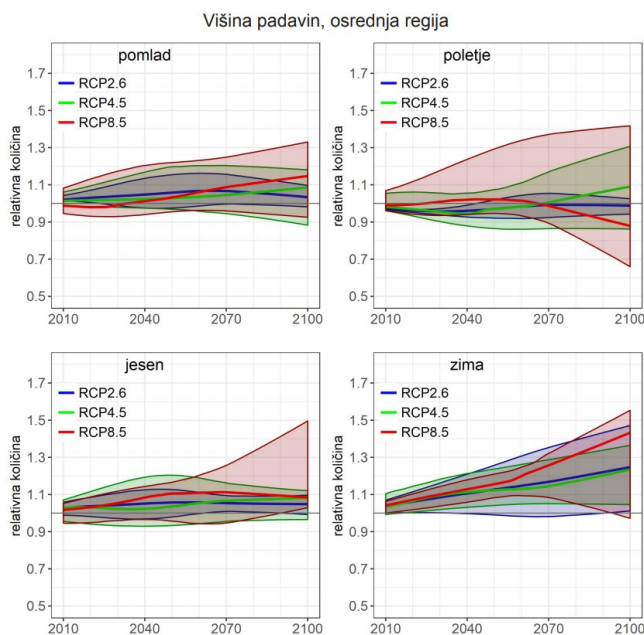 Višina padavin, osrednja regija
pomlad
RCP2.6
RCP4.5
RCP8.5
relativna količina
1.7
1.5
1.3
1.1
0.9
0.7
0.5
2010
2040
2070
2100
poletje
RCP2.6
RCP4.5
RCP8.5
relativna količina
1.7
1.5
1.3
1.1
0.9
0.7
0.5
2010
2040
2070
2100
jesen
RCP2.6
RCP4.5
RCP8.5
relativna količina
1.7
1.5
1.3
1.1
0.9
0.7
0.5
2010
2040
2070
2100
zima
RCP2.6
RCP4.5
RCP8.5
relativna količina
1.7
1.5
1.3
1.1
0.9
0.7
0.5
2010
2040
2070
2100